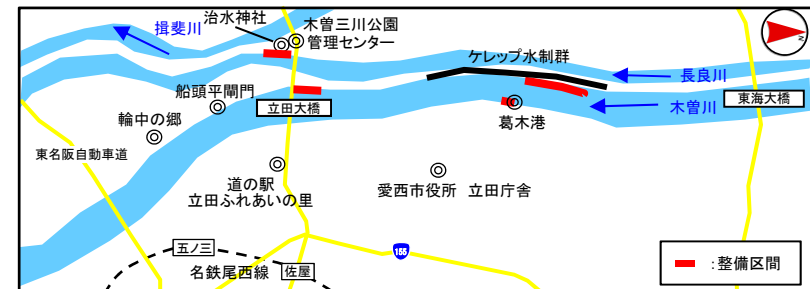 揖斐川
治水神社
木曽三川公園
管理センター
ケレップ水制群
長良川
船頭平閘門
立田大橋
木曽川
東海大橋
輪中の郷
葛木港
東名阪自動車道
道の駅
立田ふれあいの里
愛西市役所 立田庁舎
五ノ三
名鉄尾西線
佐屋
155
:整備区間
N